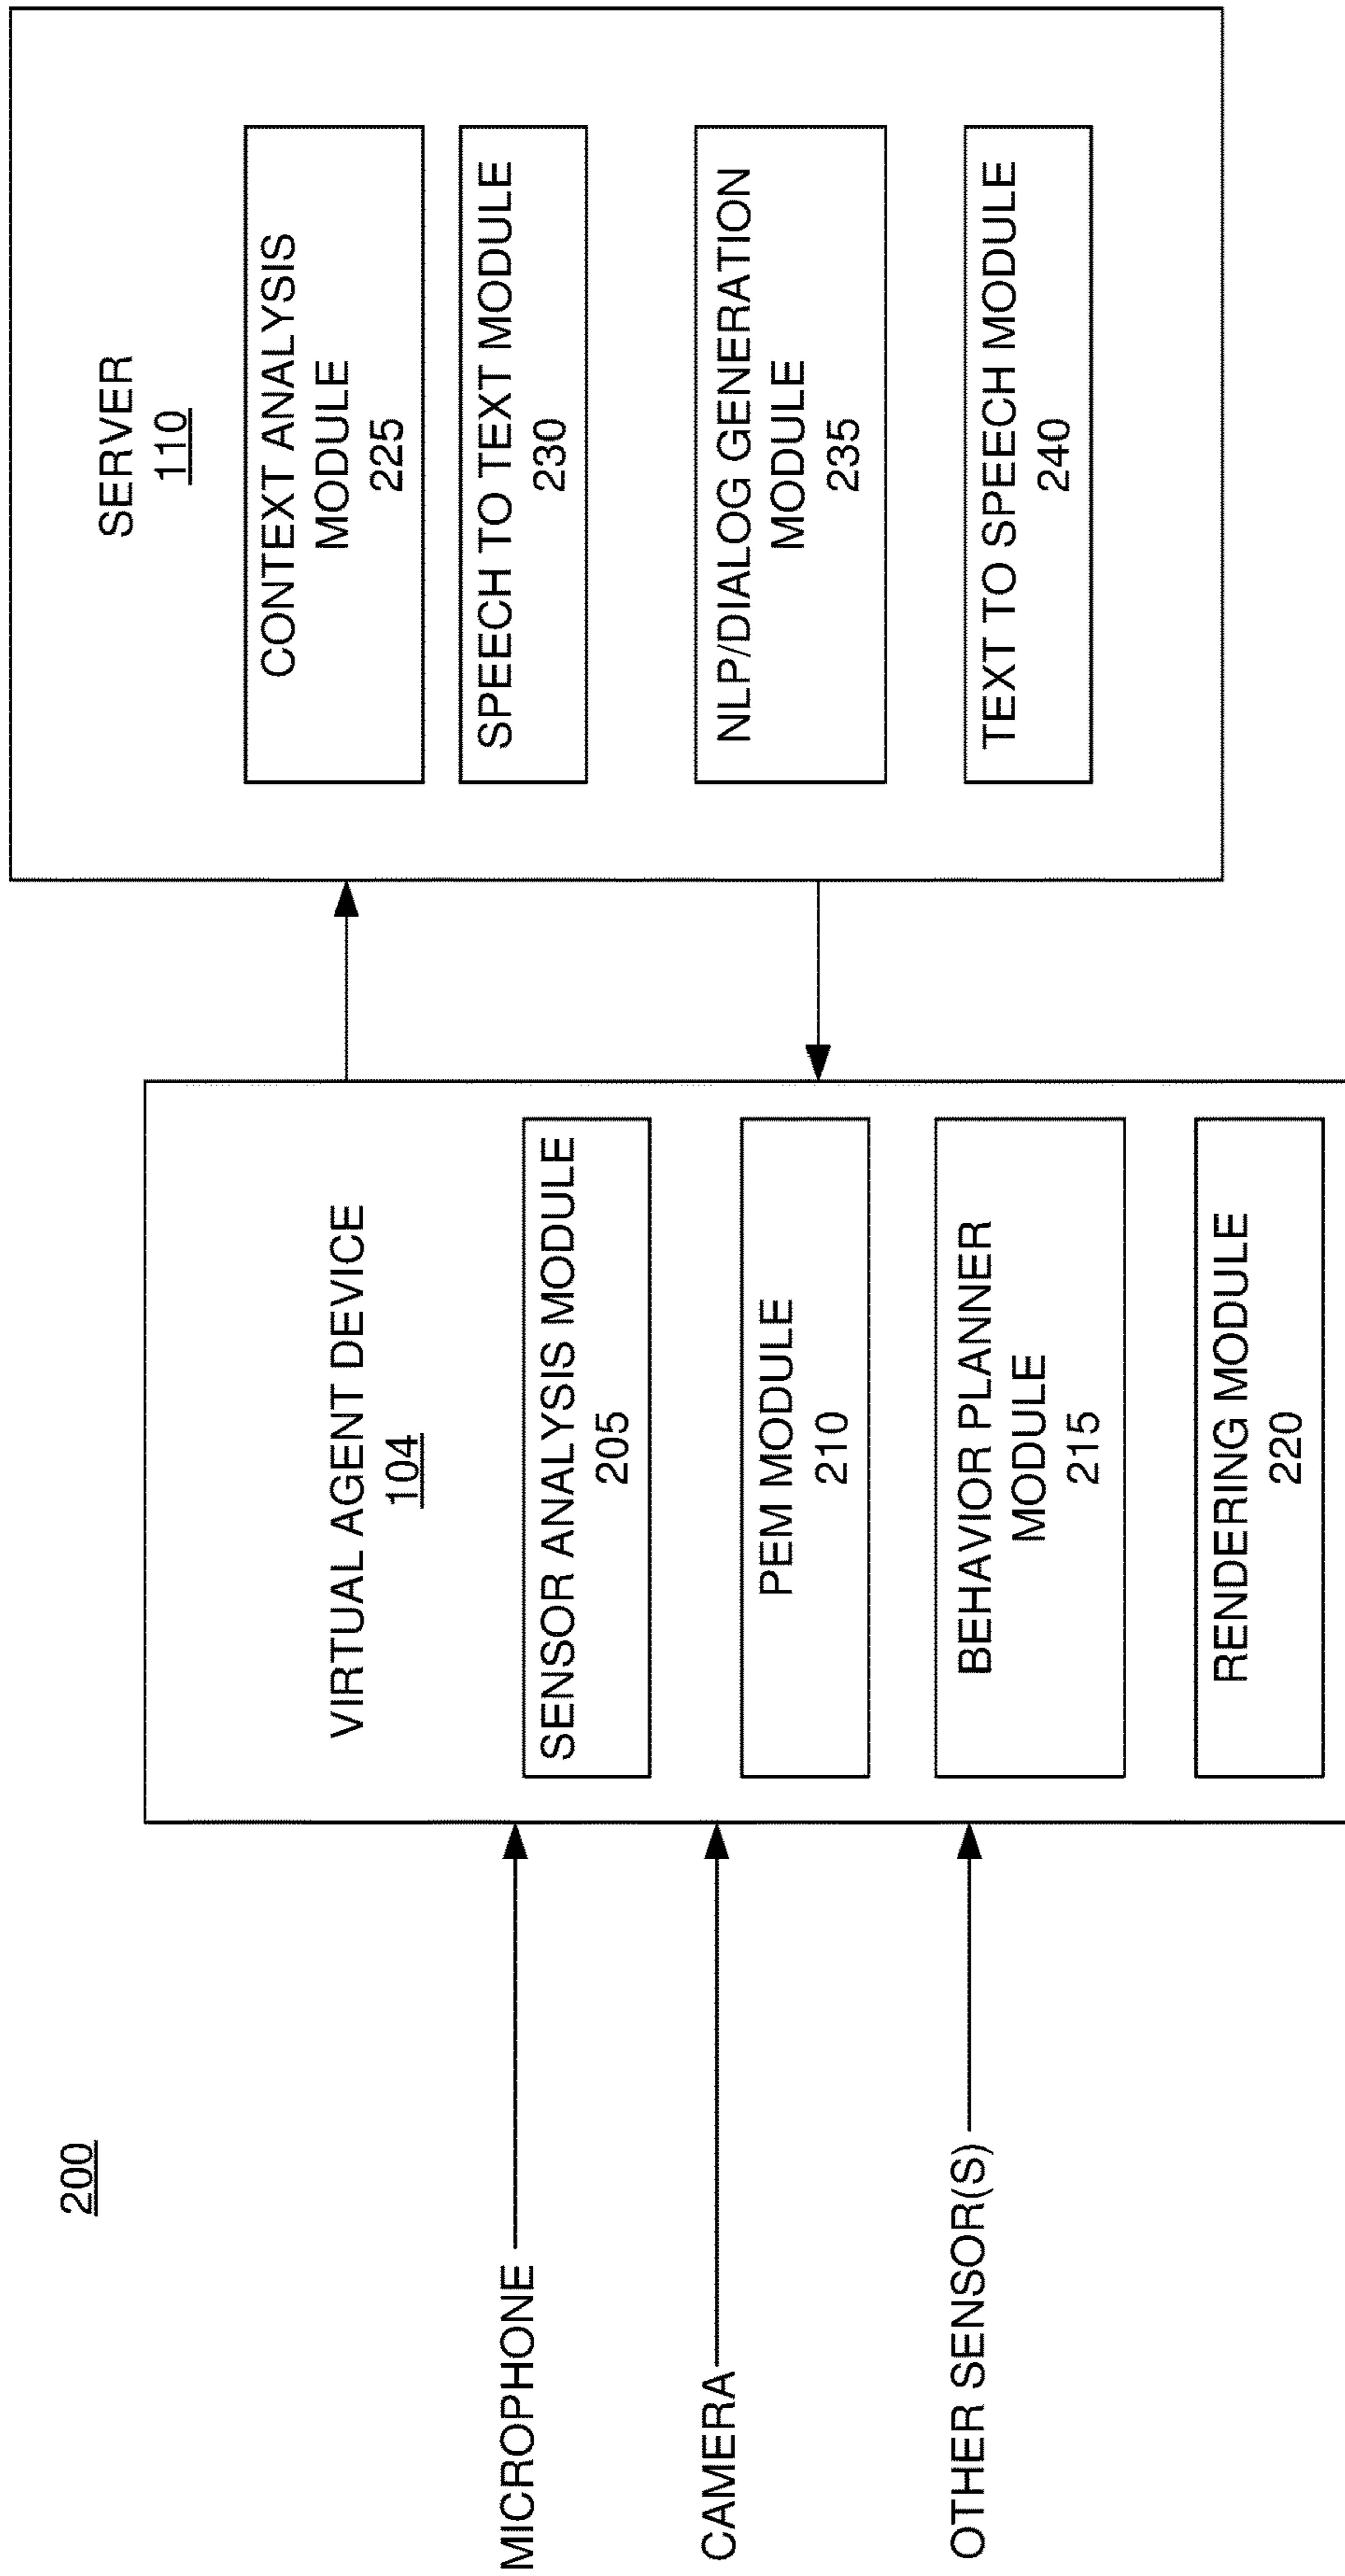 200
MICROPHONE
CAMERA
OTHER SENSOR(S)
VIRTUAL AGENT DEVICE
104
SENSOR ANALYSIS MODULE
205
PEM MODULE
210
BEHAVIOR PLANNER
MODULE
215
RENDERING MODULE
220
SERVER
110
CONTEXT ANALYSIS
MODULE
225
SPEECH TO TEXT MODULE
230
NLP/DIALOG GENERATION
MODULE
235
TEXT TO SPEECH MODULE
240